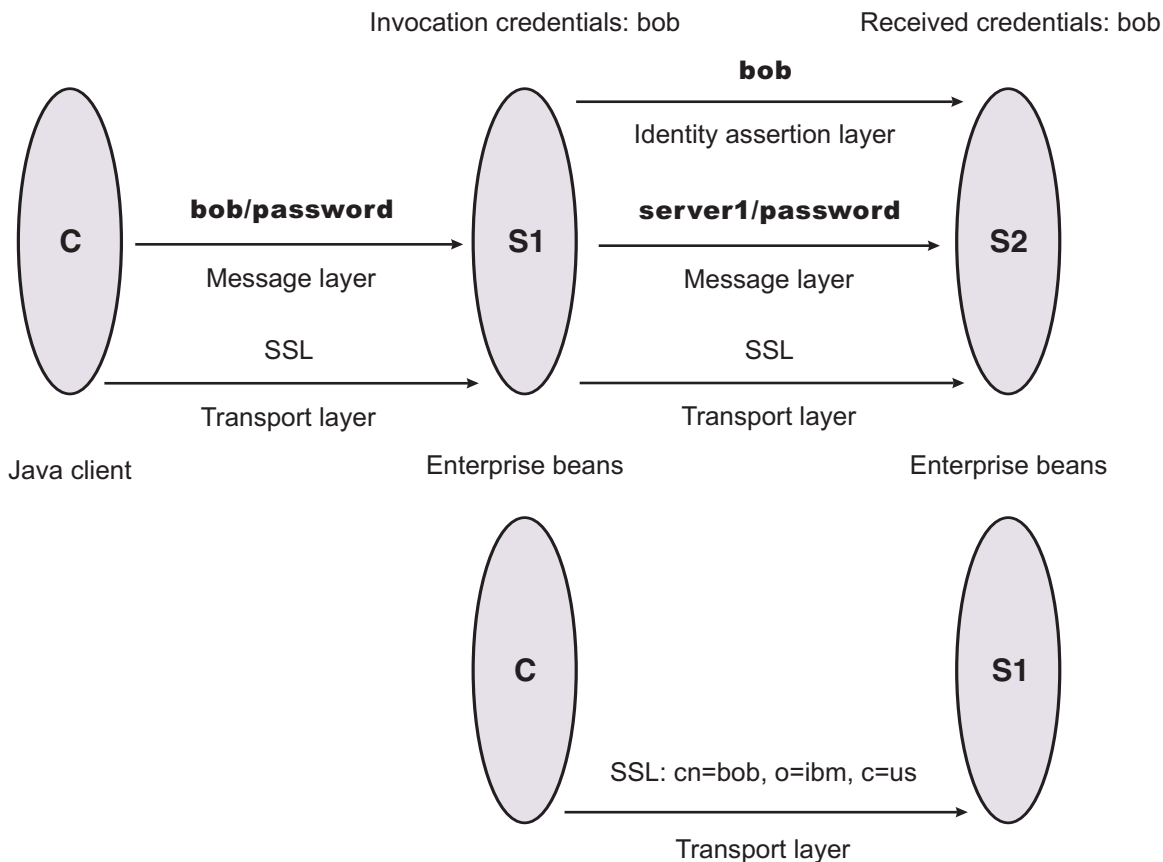 Invocation credentials: bob
Received credentials: bob
bob
Identity assertion layer
bob/password
server1/password
C
S1
S2
Message layer
Message layer
SSL
SSL
Transport layer
Transport layer
Java client
Enterprise beans
Enterprise beans
C
S1
SSL: cn=bob, o=ibm, c=us
Transport layer